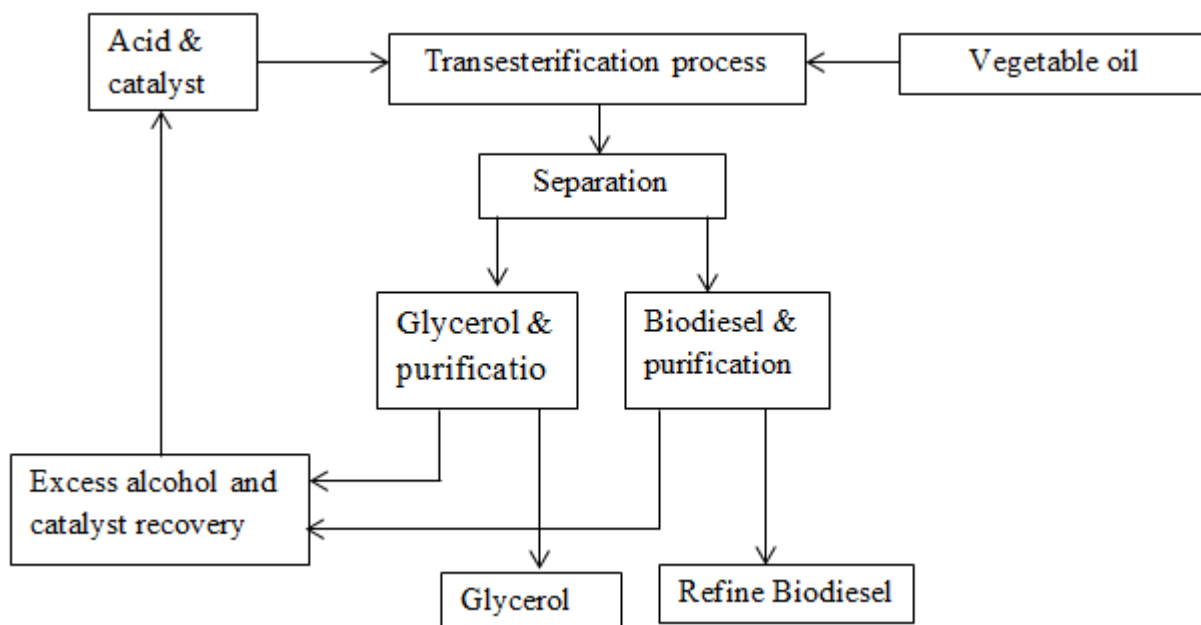 Acid &
catalyst
Transesterification process
Vegetable oil
Separation
Glycerol &
purificatio
Biodiesel &
purification
Excess alcohol and
catalyst recovery
Glycerol
Refine Biodiesel